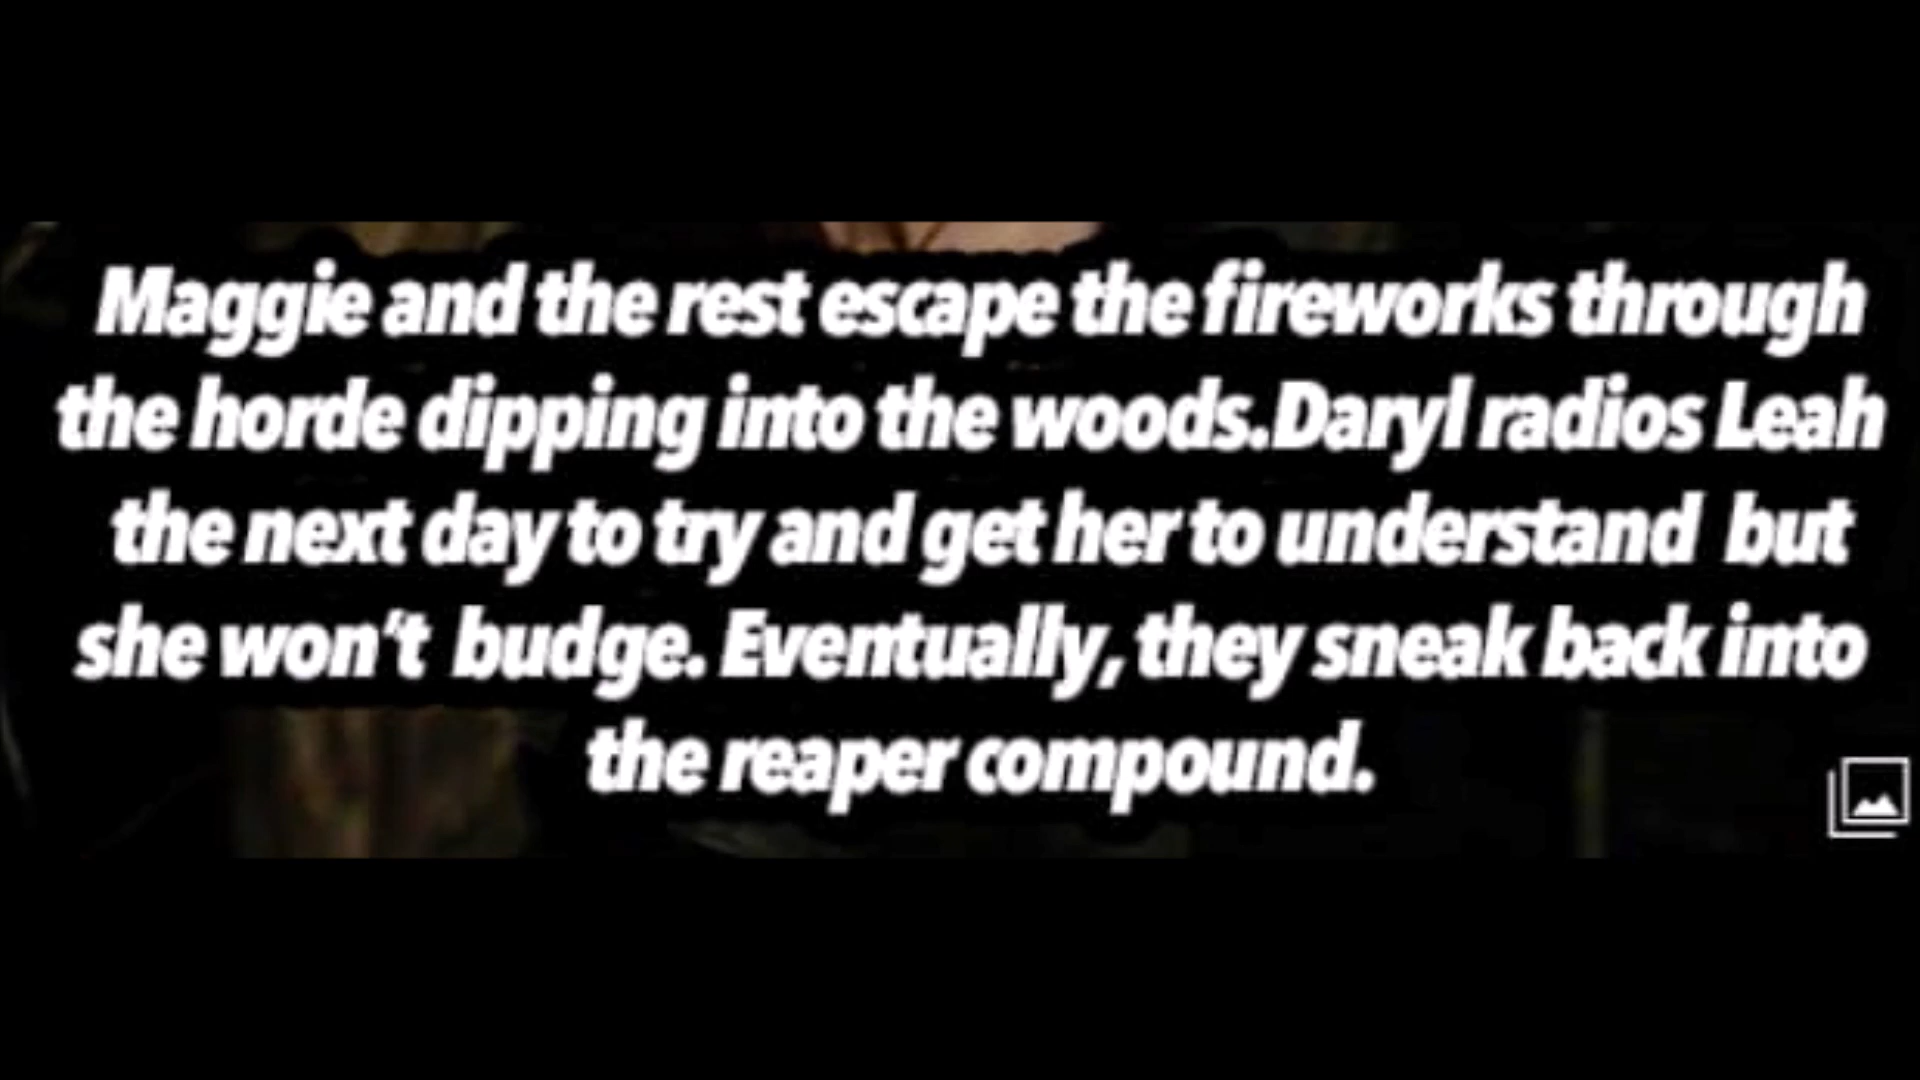 Maggie and the rest escape the fireworks through
the horde dipping into the woods.Daryl radios Leah
the next day to try and get her to understand  but
she won't  budge. Eventually, they sneak back into
the reaper compound.